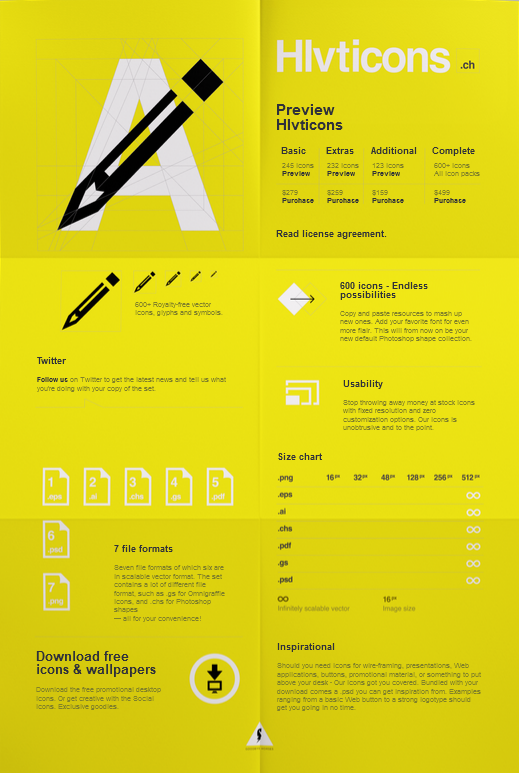 A
Hlvticons .ch
Preview
Hlvticons
Basic Extras Additional Complete
245 Icons 232 Icons 123 Icons 600+ Icons
Preview Preview Preview All icon packs
$279 $259 $159 $499
Purchase Purchase Purchase Purchase
Read license agreement.
600+ Royalty-free vector
Icons, glyphs and symbols.
Twitter
Follow us on Twitter to get the latest news and tell us what
you're doing with your copy of the set.
1 2 3 4 5
.eps .ai .chs .gs .pdf
6
.psd
7
.png
7 file formats
Seven file formats of which six are
in scalable vector format. The set
contains a lot of different file
format, such as .gs for Omnigraffle
icons, and .chs for Photoshop
shapes
— all for your convenience!
Download free
icons & wallpapers
Download the free promotional desktop
icons. Or get creative with the Social
Icons. Exclusive goodies.
600 icons - Endless
possibilities
Copy and paste resources to mash up
new ones. Add your favorite font for even
more flair. This will from now on be your
new default Photoshop shape collection.
Usability
Stop throwing away money at stock icons
with fixed resolution and zero
customization options. Our icons is
unobtrusive and to the point.
Size chart
.png 16px 32px 48px 128px 256px 512px
.eps ∞
.ai ∞
.chs ∞
.pdf ∞
.gs ∞
.psd ∞
∞ 16px
Infinitely scalable vector Image size
Inspirational
Should you need icons for wire-framing, presentations, Web
applications, buttons, promotional material, or something to put
above your desk - Our icons got you covered. Bundled with your
download comes a .psd you can get inspiration from. Examples
ranging from a basic Web button to a strong logotype should
get you going in no time.